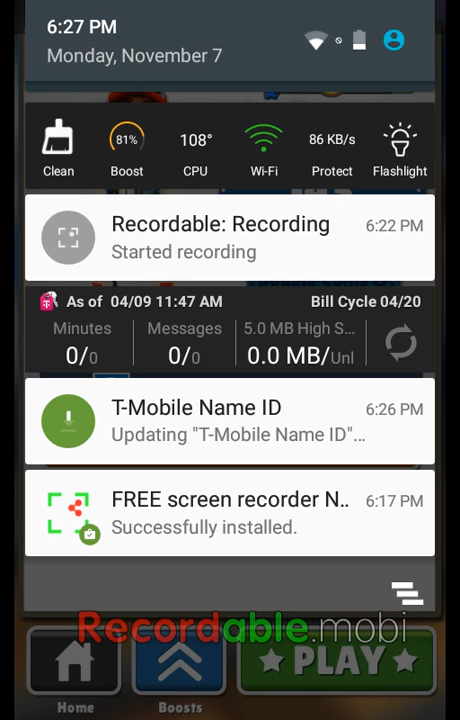 6:27 PM
Monday, November 7
81%
108°
86 KB/s
Clean
Boost
CPU
Wi-Fi
Protect
Flashlight
Recordable: Recording
6:22 PM
Started recording
As of 04/09 11:47 AM
Bill Cycle 04/20
Minutes
Messages
5.0 MB High S...
0/0
0/0
0.0 MB/Unl
T-Mobile Name ID
6:26 PM
Updating "T-Mobile Name ID"...
FREE screen recorder N..
6:17 PM
Successfully installed.
Recordable.mobi
PLAY
Home
Boosts